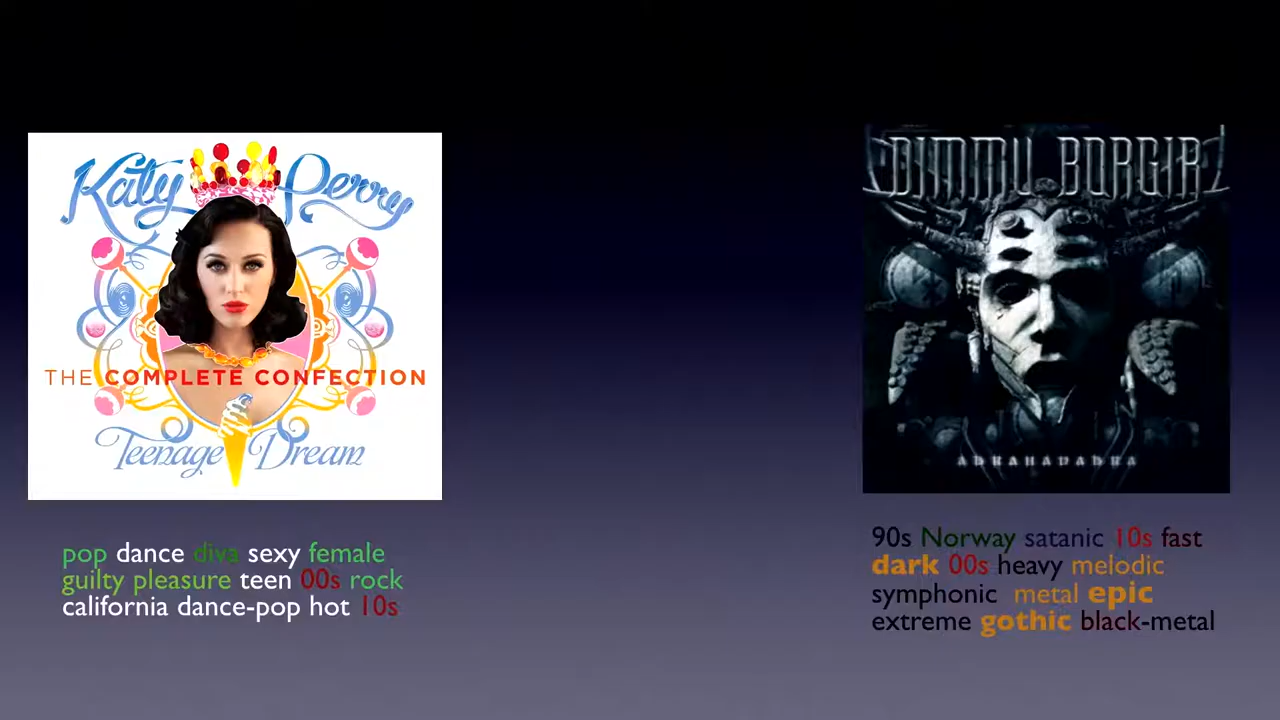 Katy Perry
THE COMPLETE CONFECTION
Teenage Dream
pop dance diva sexy female
guilty pleasure teen 00s rock
california dance-pop hot 10s
DIMMU BORGIR
ABRAHADABRA
90s Norway satanic 10s fast
dark 00s heavy melodic
symphonic metal epic
extreme gothic black-metal